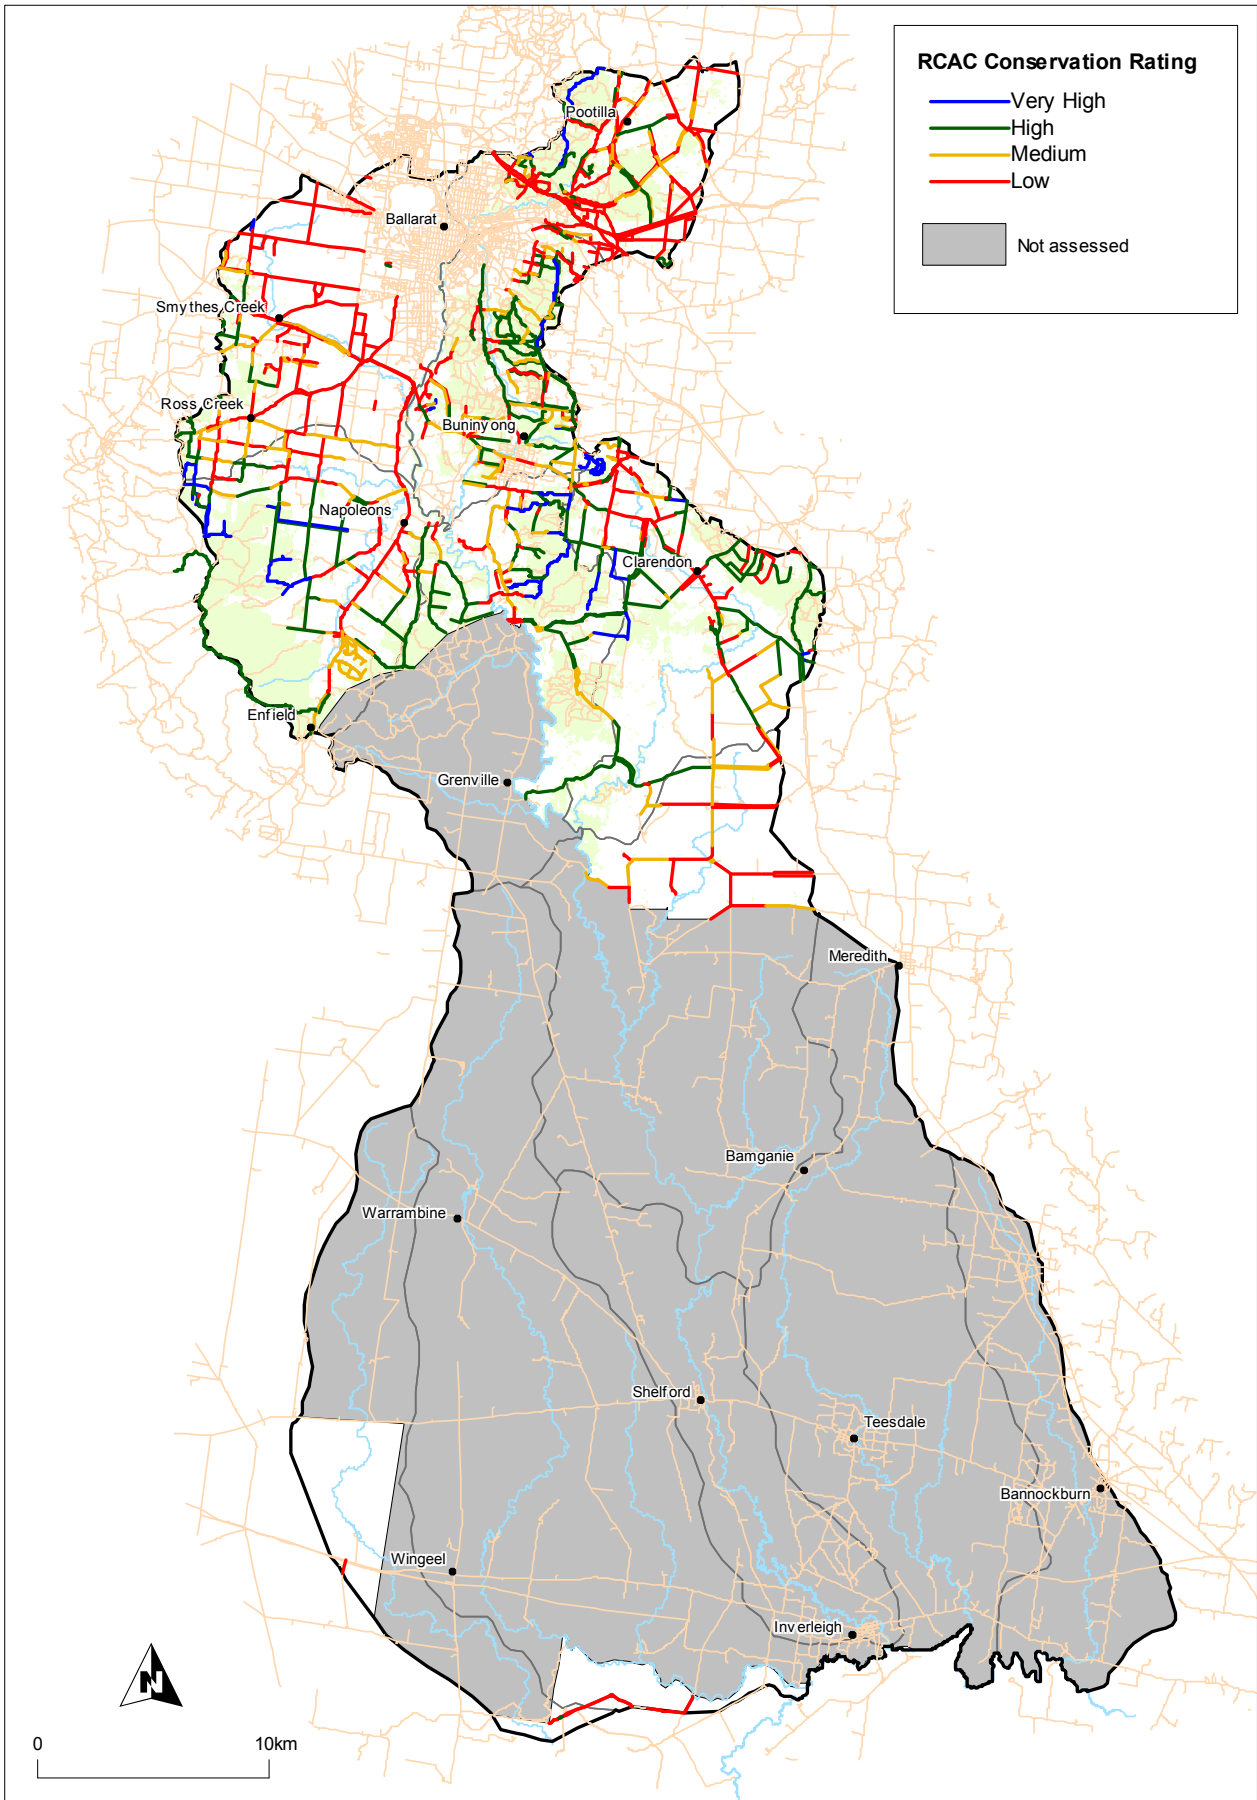 RCAC Conservation Rating
Very High
High
Medium
Low
Not assessed
Pootilla
Ballarat
Smythes Creek
Ross Creek
Buninyong
Napoleons
Clarendon
Enfield
Grenville
Meredith
Bamganie
Warrambine
Shelford
Teesdale
Bannockburn
Wingeel
Inverleigh
N
0 10km